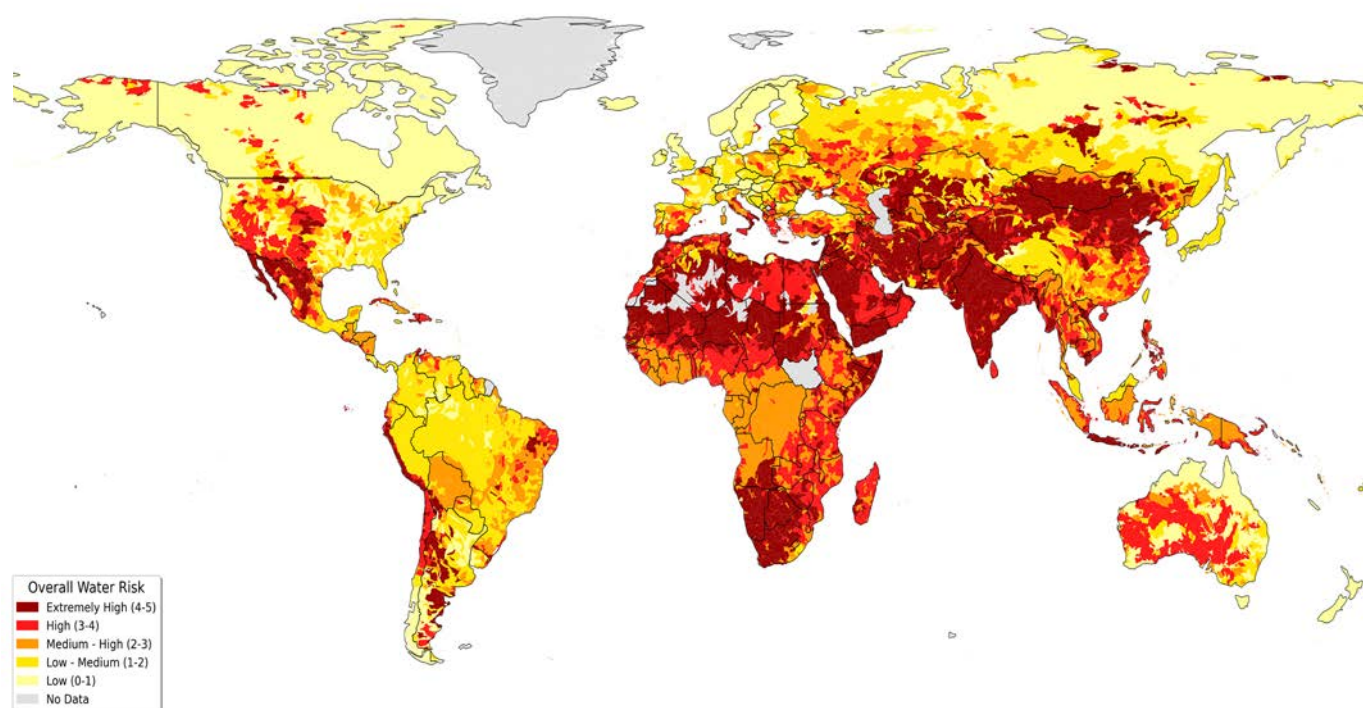 Overall Water Risk
Extremely High (4-5)
High (3-4)
Medium - High (2-3)
Low - Medium (1-2)
Low (0-1)
No Data